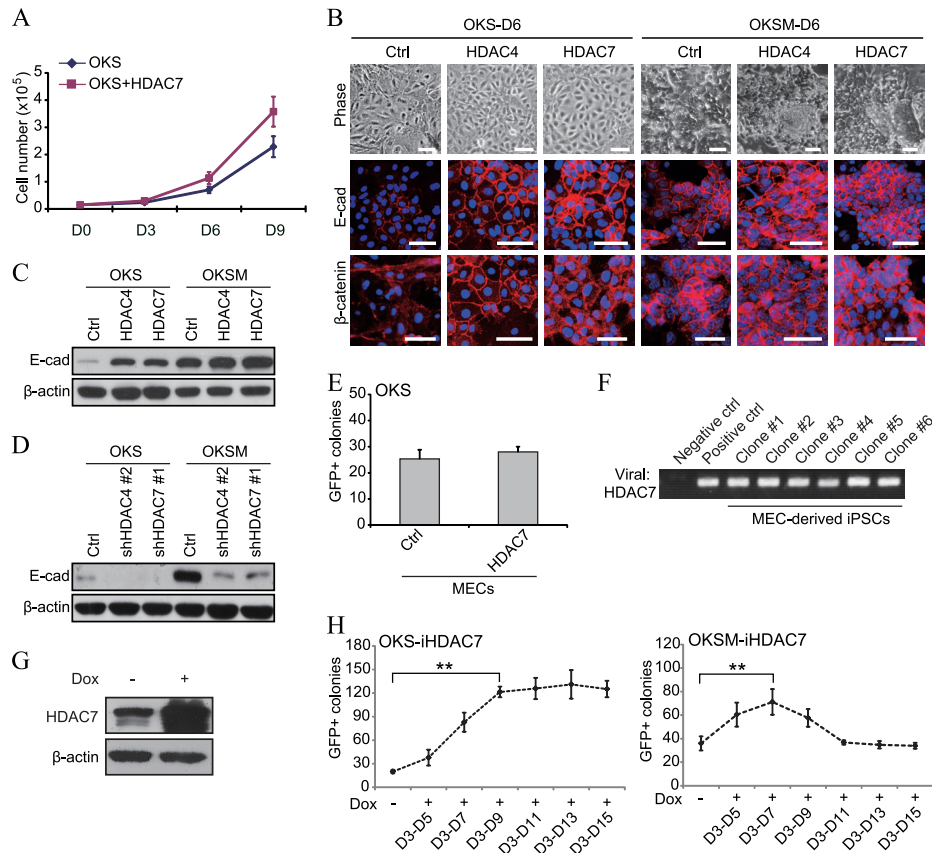 A
OKS
OKS+HDAC7
Cell number (x10⁵)
5
4
3
2
1
0
D0 D3 D6 D9
B
OKS-D6 OKSM-D6
Ctrl HDAC4 HDAC7 Ctrl HDAC4 HDAC7
Phase
E-cad
β-catenin
C
OKS OKSM
Ctrl HDAC4 HDAC7 Ctrl HDAC4 HDAC7
E-cad
β-actin
D
OKS OKSM
Ctrl shHDAC4 #2 shHDAC7 #1 Ctrl shHDAC4 #2 shHDAC7 #1
E-cad
β-actin
E
OKS
GFP+ colonies
50
40
30
20
10
0
Ctrl HDAC7
MECs
F
Negative ctrl Positive ctrl Clone #1 Clone #2 Clone #3 Clone #4 Clone #5 Clone #6
Viral:
HDAC7
MEC-derived iPSCs
G
Dox - +
HDAC7
β-actin
H
OKS-iHDAC7
GFP+ colonies
180
150
120
90
60
30
0
**
Dox - + + + + + +
D3-D5 D3-D7 D3-D9 D3-D11 D3-D13 D3-D15
OKSM-iHDAC7
GFP+ colonies
100
80
60
40
20
0
**
Dox - + + + + + +
D3-D5 D3-D7 D3-D9 D3-D11 D3-D13 D3-D15